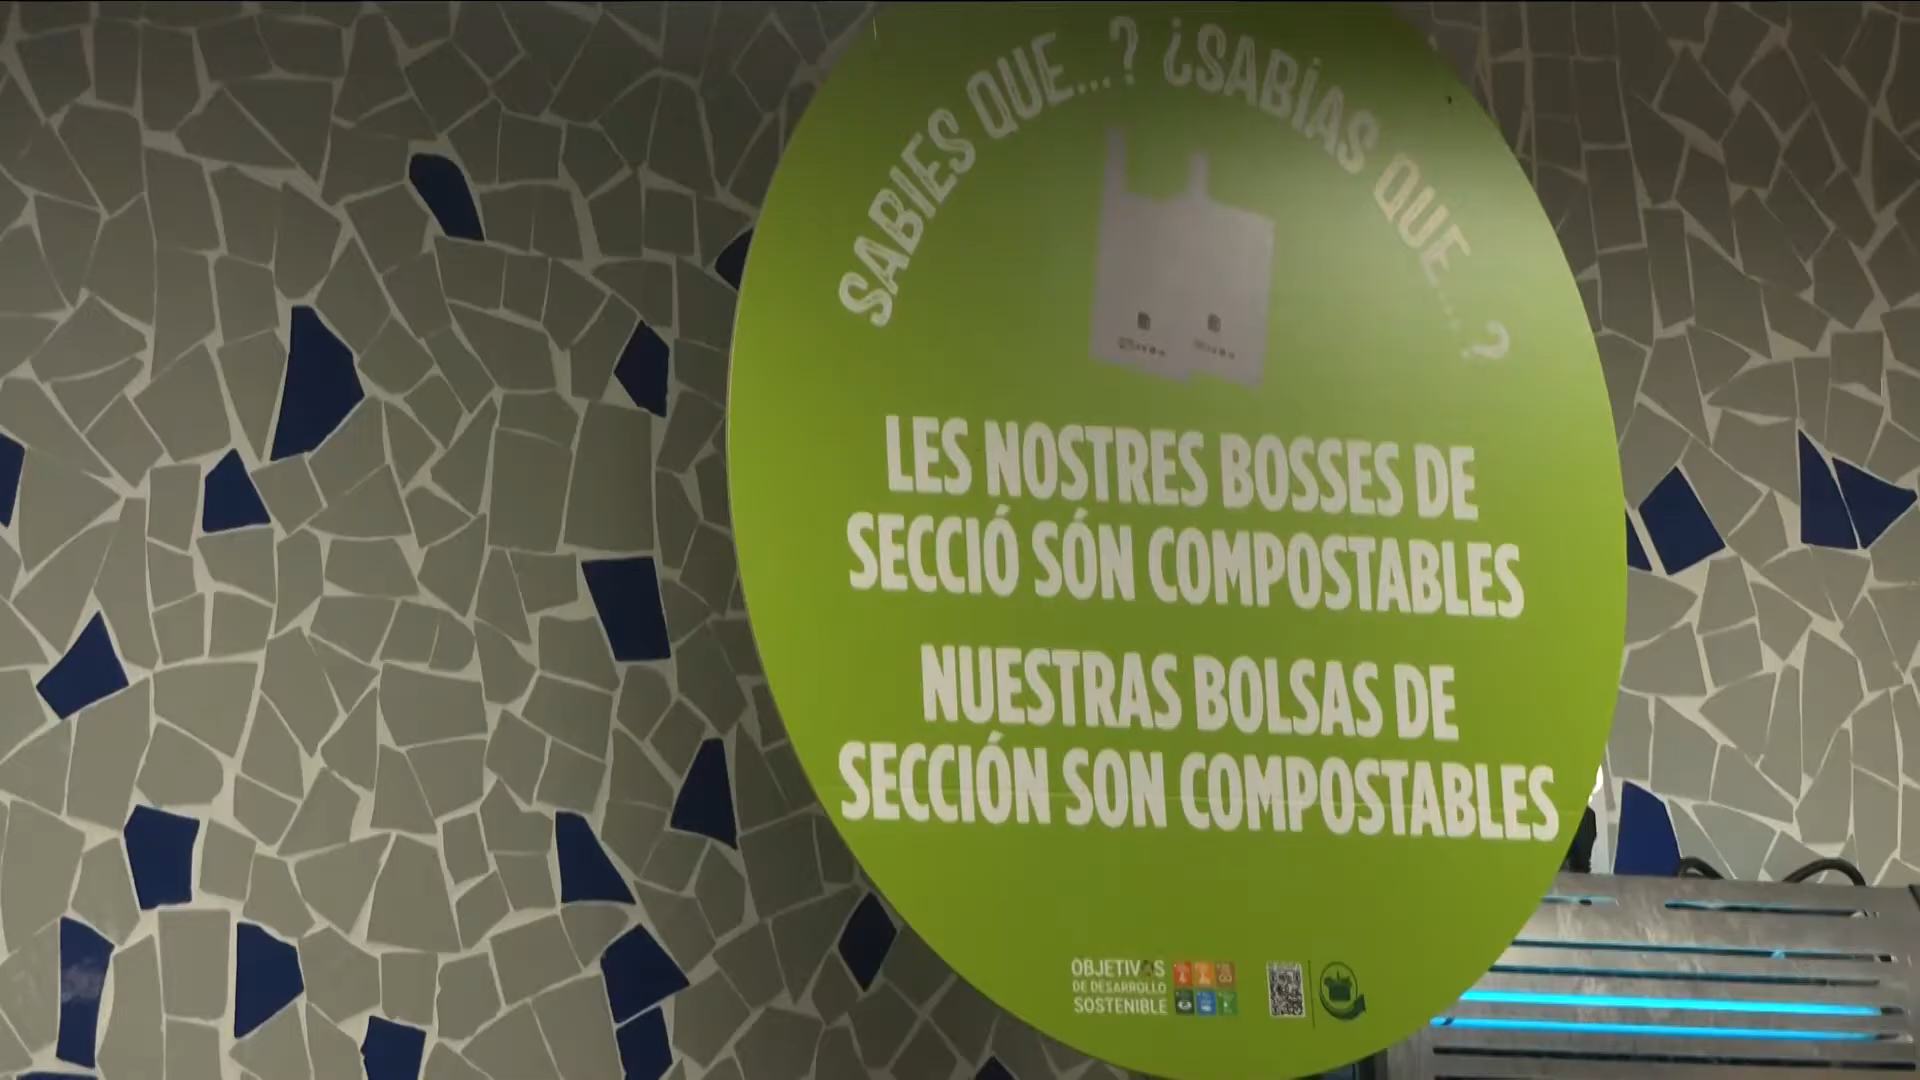 SABIES QUE...? ¿SABÍAS QUE...?
LES NOSTRES BOSSES DE
SECCIÓ SÓN COMPOSTABLES
NUESTRAS BOLSAS DE
SECCIÓN SON COMPOSTABLES
OBJETIVOS
DE DESARROLLO
SOSTENIBLE